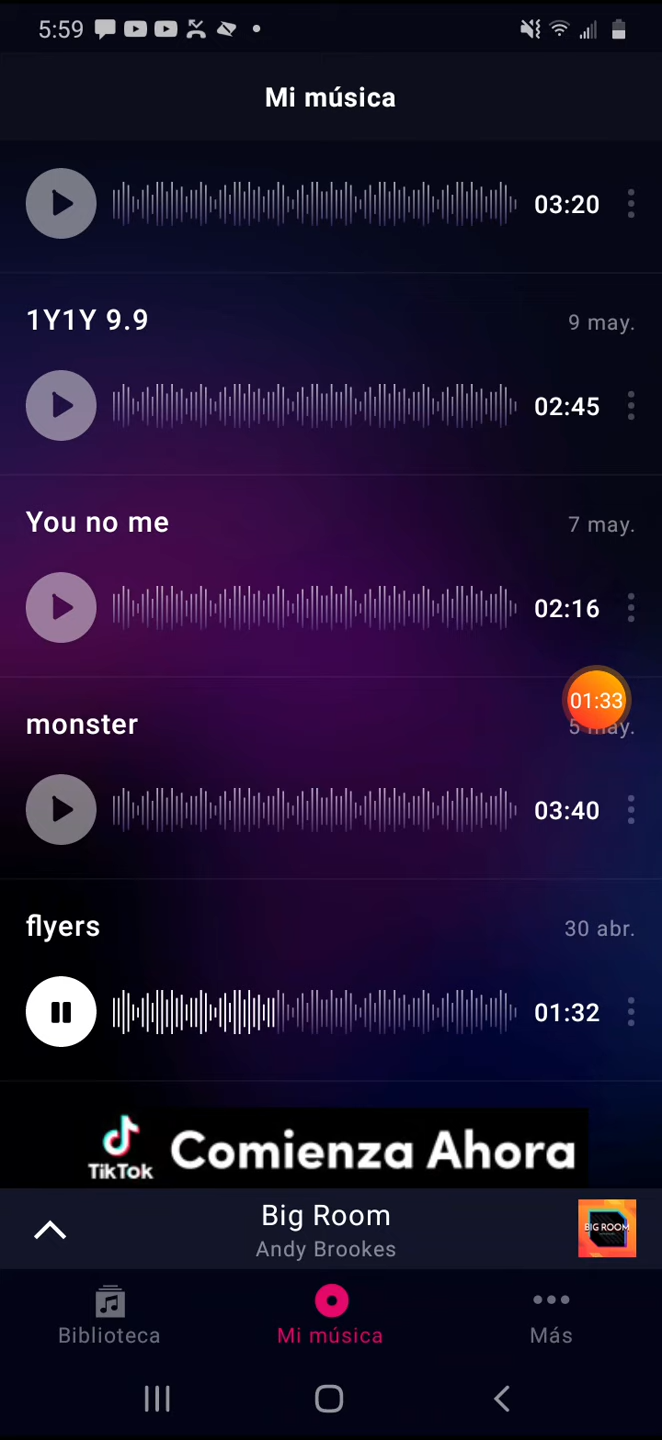 5:59
Mi música
03:20
1Y1Y 9.9
9 may.
02:45
You no me
7 may.
02:16
01:33
monster
5 may.
03:40
flyers
30 abr.
01:32
TikTok
Comienza Ahora
Big Room
Andy Brookes
BIG ROOM
Biblioteca
Mi música
Más